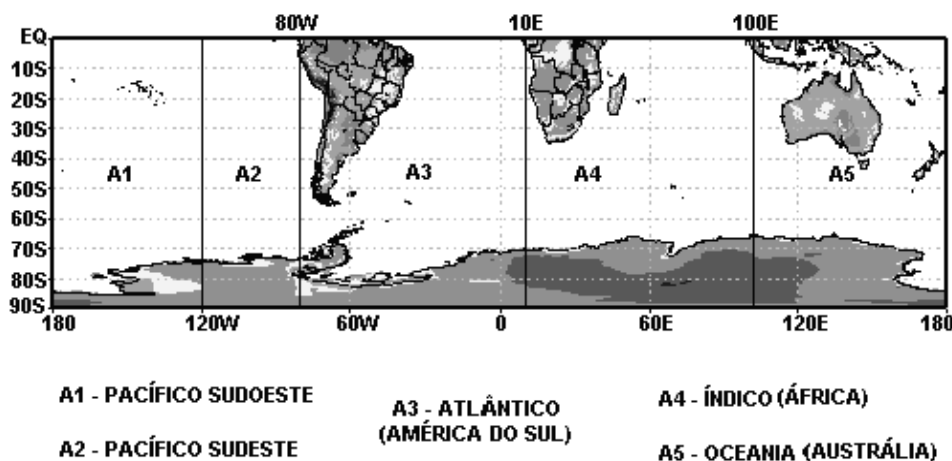 80W 10E 100E
EQ
10S
20S
30S
40S
50S
60S
70S
80S
90S
A1 A2 A3 A4 A5
180 120W 60W 0 60E 120E 180
A1 - PACÍFICO SUDOESTE
A2 - PACÍFICO SUDESTE
A3 - ATLÂNTICO
(AMÉRICA DO SUL)
A4 - ÍNDICO (ÁFRICA)
A5 - OCEANIA (AUSTRÁLIA)